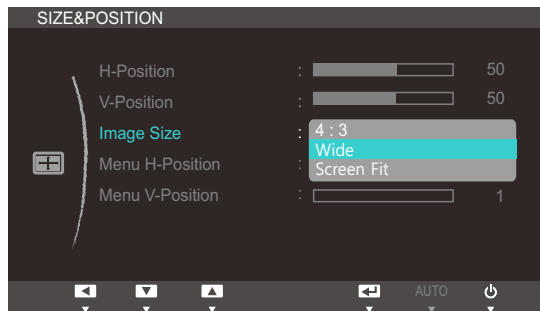 SIZE&POSITION
H-Position : 50
V-Position : 50
Image Size : 4 : 3
Wide
Screen Fit
Menu H-Position :
Menu V-Position : 1
AUTO